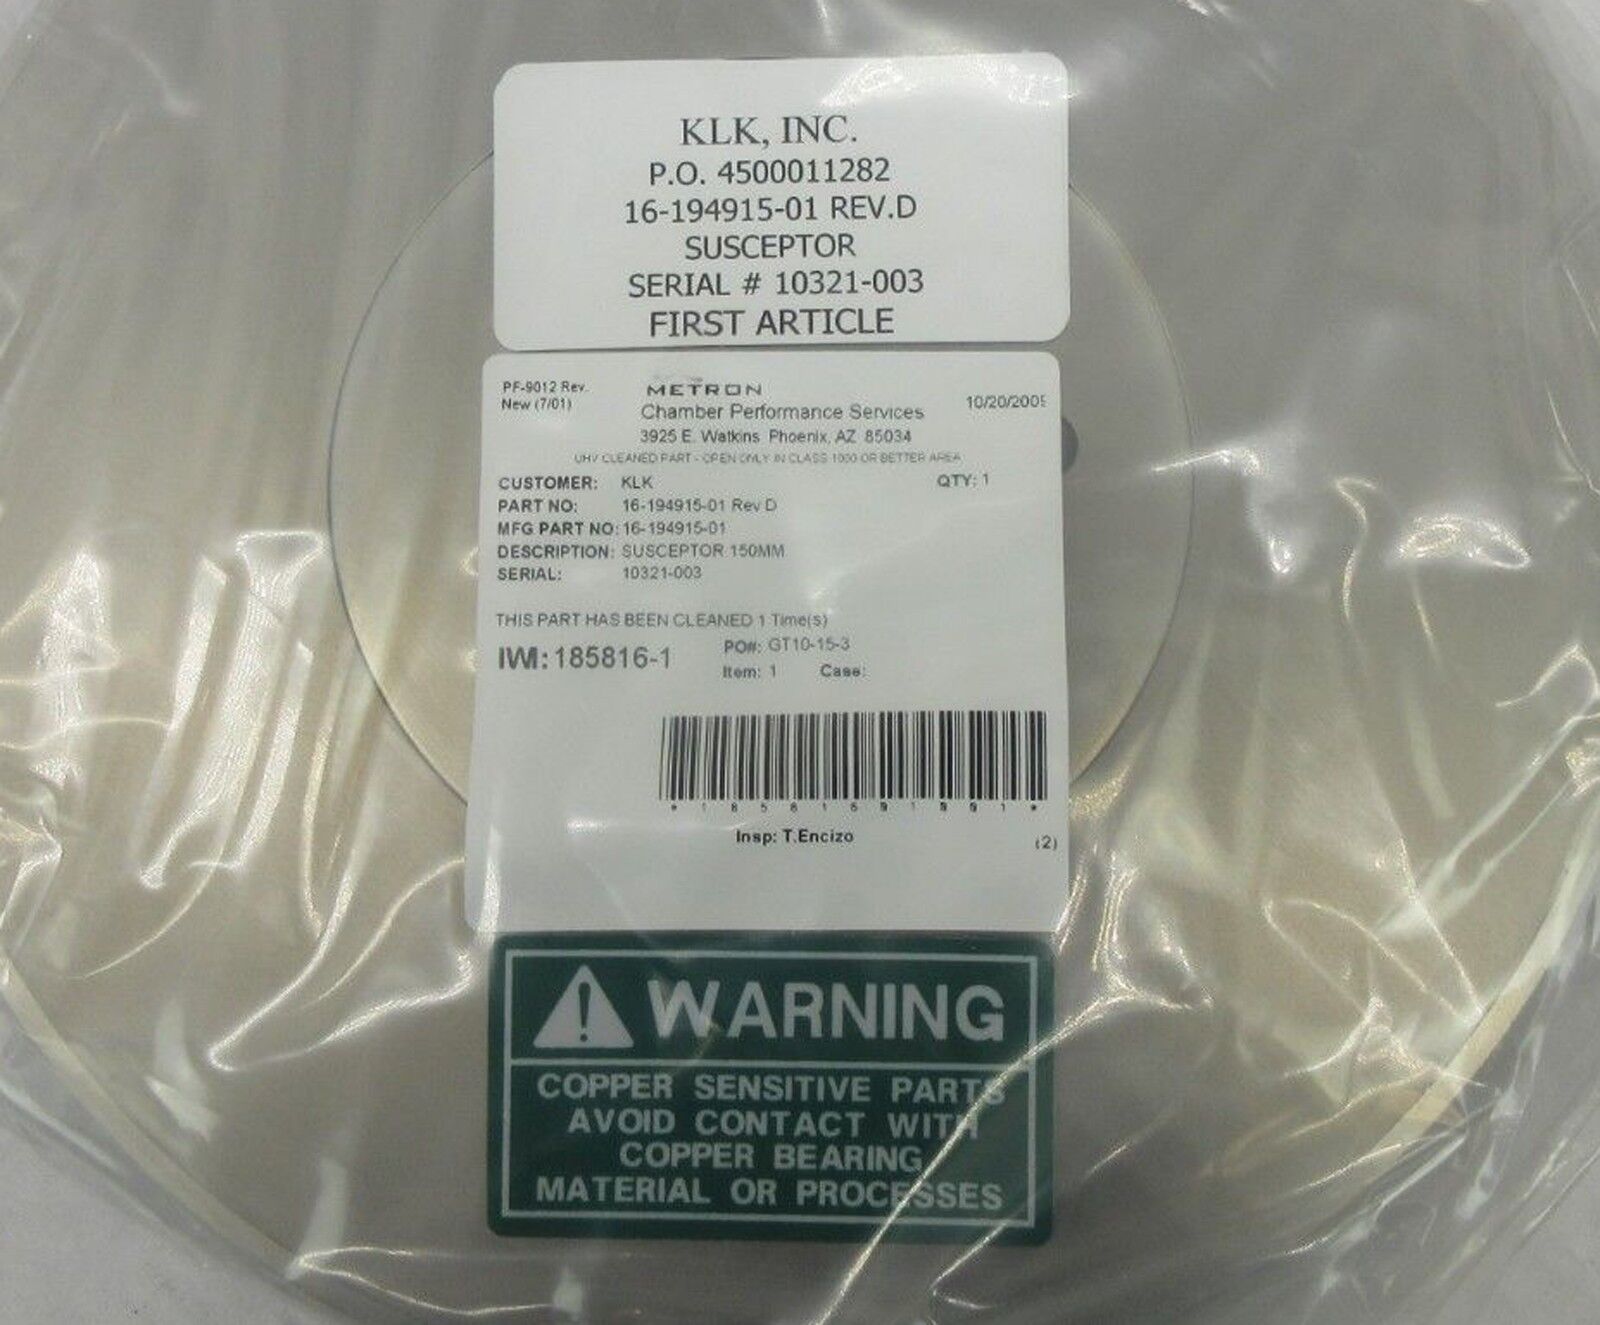 KLK, INC.
P.O. 4500011282
16-194915-01 REV.D
SUSCEPTOR
SERIAL # 10321-003
FIRST ARTICLE
PF-9012 Rev.
New (7/01)
METRON
Chamber Performance Services
3925 E. Watkins Phoenix, AZ 85034
10/20/2005
UHV CLEANED PART - OPEN ONLY IN CLASS 1000 OR BETTER AREA
CUSTOMER: KLK QTY: 1
PART NO: 16-194915-01 Rev D
MFG PART NO: 16-194915-01
DESCRIPTION: SUSCEPTOR 150MM
SERIAL: 10321-003
THIS PART HAS BEEN CLEANED 1 Time(s)
IWI: 185816-1 PO#: GT10-15-3
Item: 1 Case:
Insp: T.Encizo
(2)
WARNING
COPPER SENSITIVE PARTS
AVOID CONTACT WITH
COPPER BEARING
MATERIAL OR PROCESSES